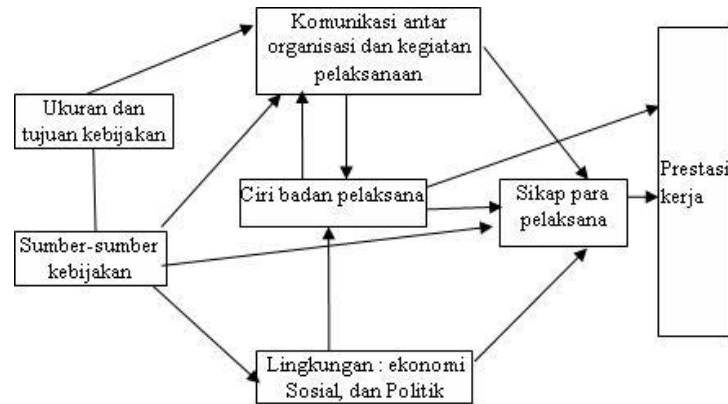 Komunikasi antar
organisasi dan kegiatan
pelaksanaan
Ukuran dan
tujuan kebijakan
Ciri badan pelaksana
Sikap para
pelaksana
Prestasi
kerja
Sumber-sumber
kebijakan
Lingkungan : ekonomi
Sosial, dan Politik